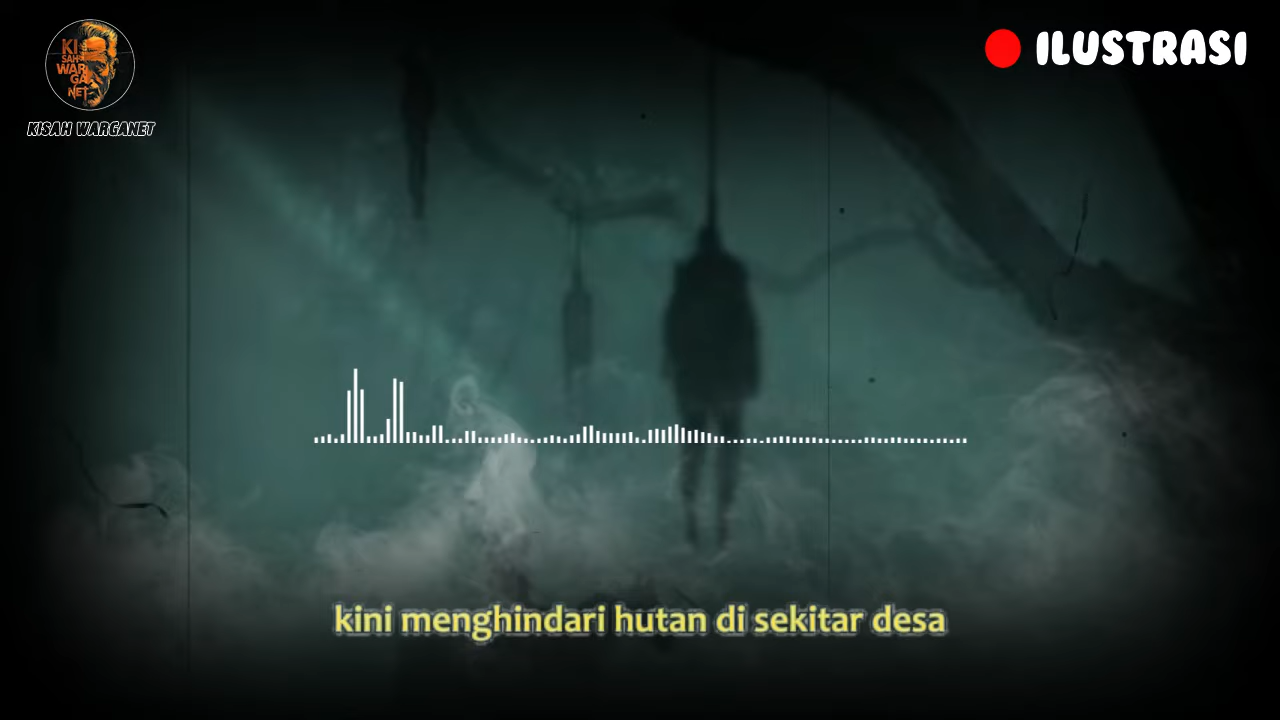 KI
SAH
WAR
GA
NET
KISAH WARGANET
ILUSTRASI
kini menghindari hutan di sekitar desa